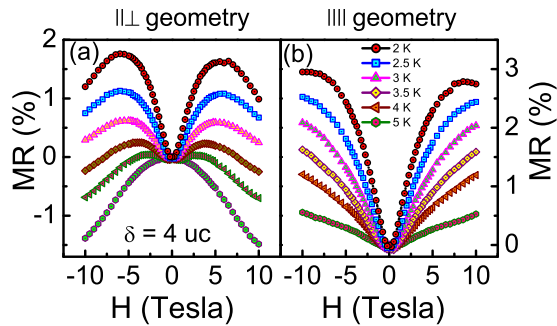 ||⊥ geometry
|||| geometry
(a)
(b)
2 K
2.5 K
3 K
3.5 K
4 K
5 K
δ = 4 uc
MR (%)
2
1
0
-1
MR (%)
3
2
1
0
-10 -5 0 5 10
-10 -5 0 5 10
H (Tesla)
H (Tesla)